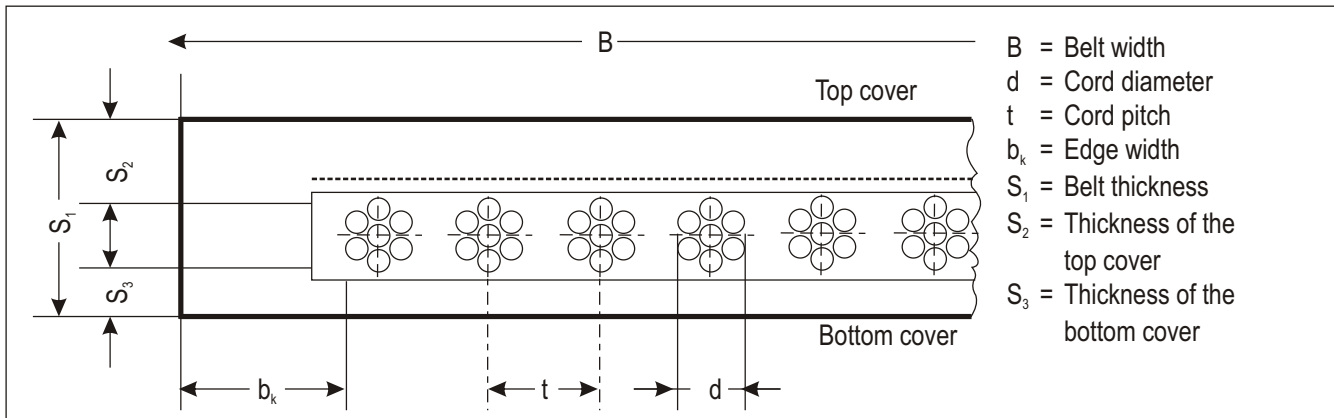 B
Top cover
S₂
S₁
S₃
Bottom cover
bₖ
t
d
B = Belt width
d = Cord diameter
t = Cord pitch
bₖ = Edge width
S₁ = Belt thickness
S₂ = Thickness of the
top cover
S₃ = Thickness of the
bottom cover